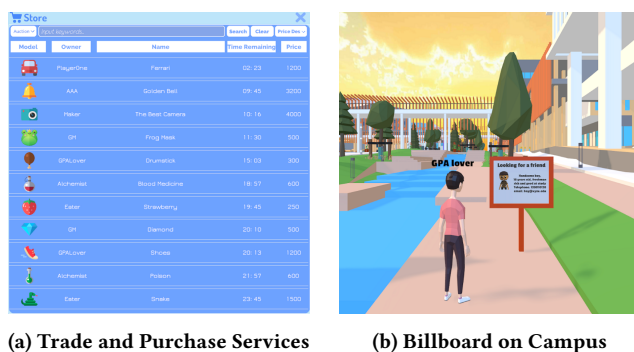 Store
Auction Input keywords. Search Clear Price Des
Model Owner Name Time Remaining Price
PlayerOne Ferrari 02: 23 1200
AAA Golden Bell 09: 45 3200
Maker The Best Camera 10: 16 4000
GM Frog Mask 11: 30 500
GPALover Drumstick 15: 03 300
Alchemist Blood Medicine 18: 57 600
Eater Strawberry 19: 45 250
GM Diamond 20: 10 500
GPALover Shoes 20: 13 1200
Alchemist Poison 21: 57 600
Eater Snake 23: 45 1500
(a) Trade and Purchase Services
GPA lover
Looking for a friend
Handsome boy,
(b) Billboard on Campus